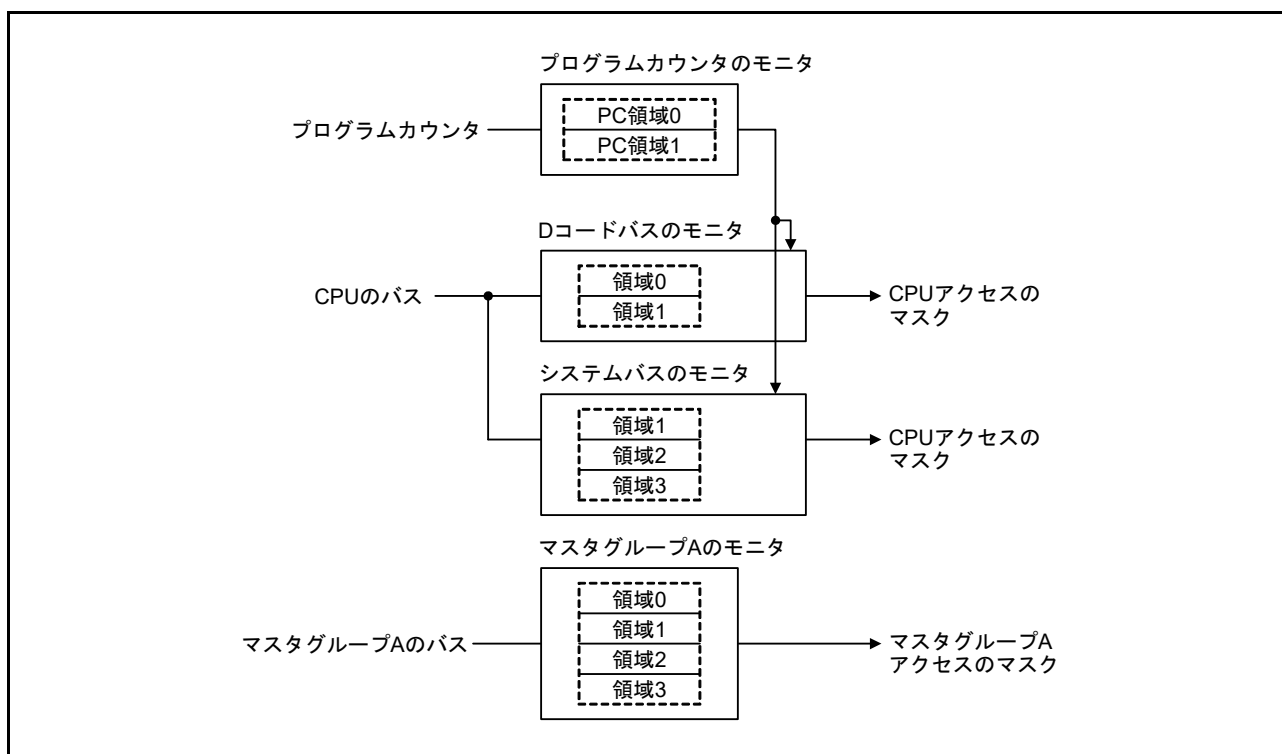 プログラムカウンタのモニタ
プログラムカウンタ
PC領域0
PC領域1
Dコードバスのモニタ
CPUのバス
領域0
領域1
CPUアクセスの
マスク
システムバスのモニタ
領域1
領域2
領域3
CPUアクセスの
マスク
マスタグループAのモニタ
マスタグループAのバス
領域0
領域1
領域2
領域3
マスタグループA
アクセスのマスク